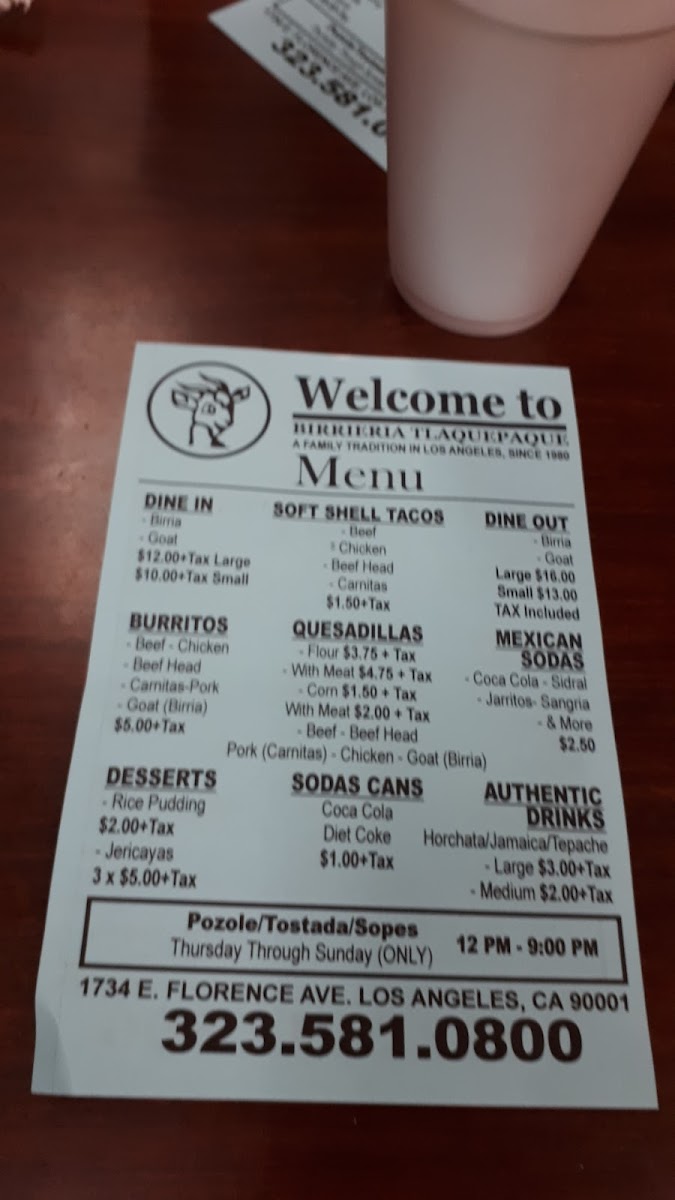 323.581.0
Welcome to
BIRRIERIA TLAQUEPAQUE
A FAMILY TRADITION IN LOS ANGELES, SINCE 1980
Menu
DINE IN
- Birria
- Goat
$12.00+Tax Large
$10.00+Tax Small
SOFT SHELL TACOS
- Beef
- Chicken
- Beef Head
- Carnitas
$1.50+Tax
DINE OUT
- Birria
- Goat
Large $16.00
Small $13.00
TAX Included
BURRITOS
- Beef - Chicken
- Beef Head
- Carnitas-Pork
- Goat (Birria)
$5.00+Tax
QUESADILLAS
- Flour $3.75 + Tax
- With Meat $4.75 + Tax
- Corn $1.50 + Tax
With Meat $2.00 + Tax
- Beef - Beef Head
Pork (Carnitas) - Chicken - Goat (Birria)
MEXICAN
SODAS
- Coca Cola - Sidral
- Jarritos- Sangria
- & More
$2.50
DESSERTS
- Rice Pudding
$2.00+Tax
- Jericayas
3 x $5.00+Tax
SODAS CANS
Coca Cola
Diet Coke
$1.00+Tax
AUTHENTIC
DRINKS
Horchata/Jamaica/Tepache
- Large $3.00+Tax
- Medium $2.00+Tax
Pozole/Tostada/Sopes
Thursday Through Sunday (ONLY)
12 PM - 9:00 PM
1734 E. FLORENCE AVE. LOS ANGELES, CA 90001
323.581.0800